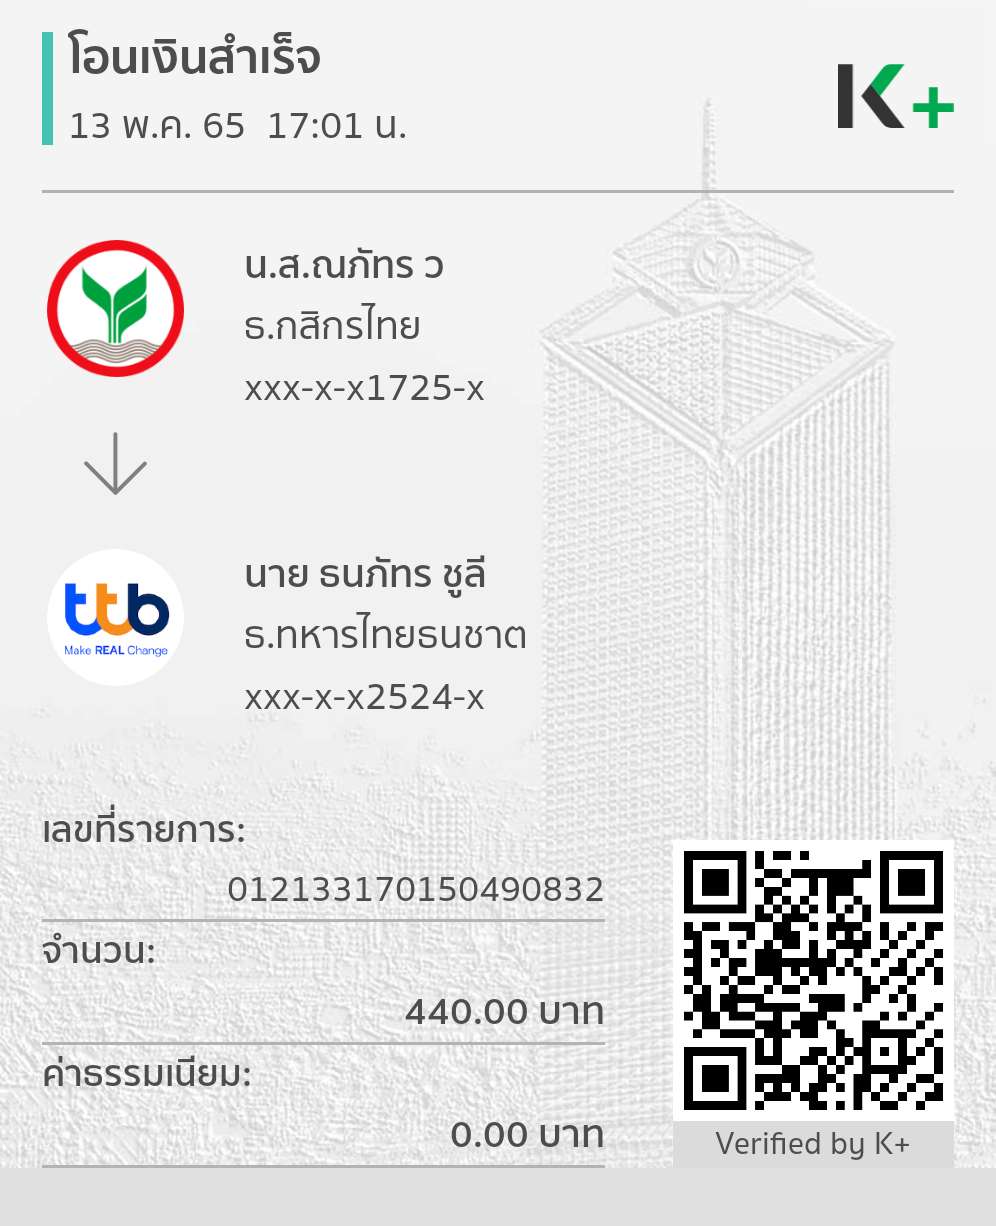 โอนเงินสำเร็จ
13 พ.ค. 65 17:01 น.
K+
น.ส.ณภัทร ว
ธ.กสิกรไทย
xxx-x-x1725-x
ttb
Make REAL Change
นาย ธนภัทร ชูลี
ธ.ทหารไทยธนชาต
xxx-x-x2524-x
เลขที่รายการ:
012133170150490832
จำนวน:
440.00 บาท
ค่าธรรมเนียม:
0.00 บาท
Verified by K+